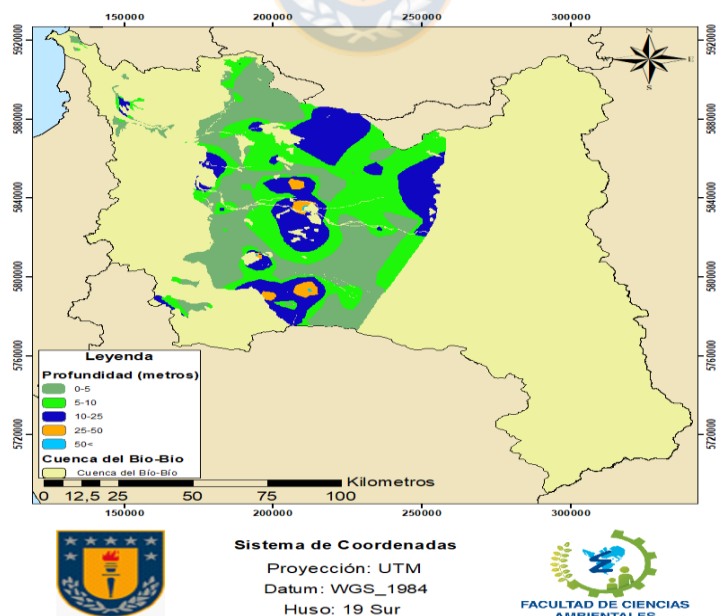 150000 200000 250000 300000
5920000 5920000
5880000 5880000
5840000 5840000
5800000 5800000
5760000 5760000
5720000 5720000
N
E
S
Leyenda
Profundidad (metros)
0-5
5-10
10-25
25-50
50<
Cuenca del Bío-Bío
Cuenca del Bío-Bío
Kilometros
0 12,5 25 50 75 100
150000 200000 250000 300000
Sistema de Coordenadas
Proyección: UTM
Datum: WGS_1984
Huso: 19 Sur
FACULTAD DE CIENCIAS
AMBIENTALES